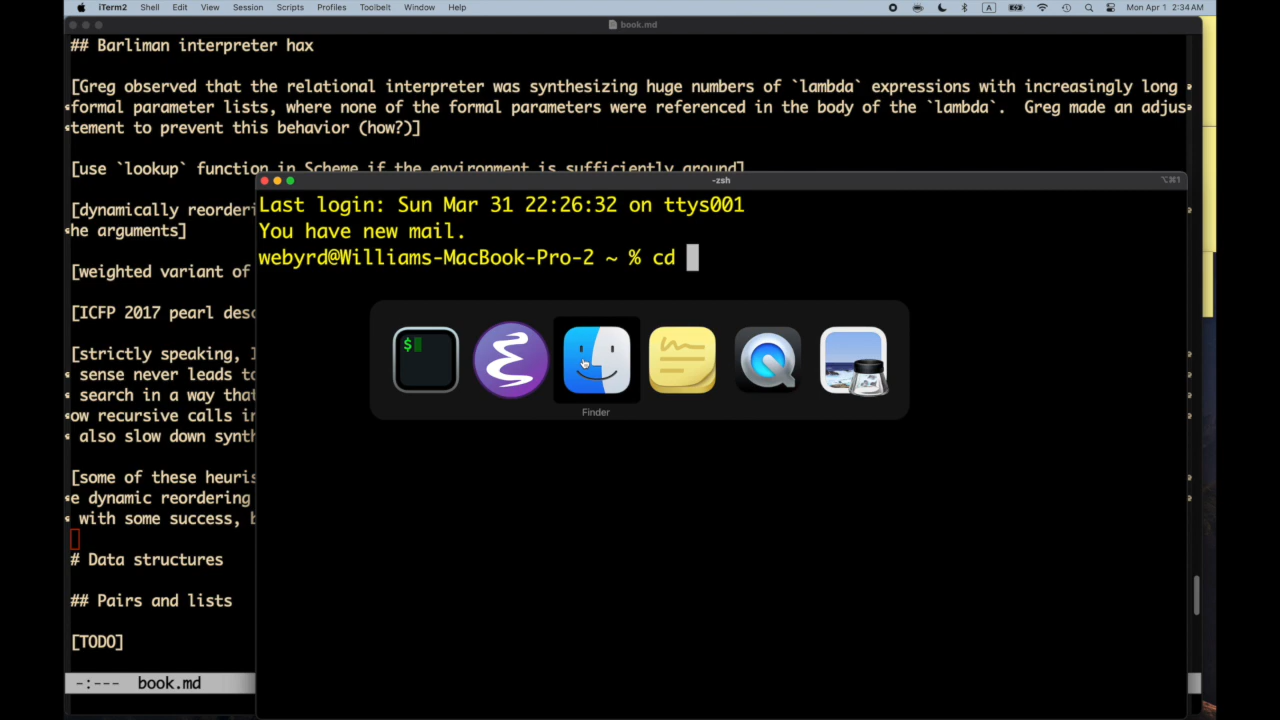 iTerm2 Shell Edit View Session Scripts Profiles Toolbelt Window Help A Mon Apr 1 2:34 AM
book.md
## Barliman interpreter hax
[Greg observed that the relational interpreter was synthesizing huge numbers of `lambda` expressions with increasingly long
formal parameter lists, where none of the formal parameters were referenced in the body of the `lambda`.  Greg made an adjus
tement to prevent this behavior (how?)]
[use `lookup` function in Scheme if the environment is sufficiently ground]
-zsh ⌥⌘1
Last login: Sun Mar 31 22:26:32 on ttys001
You have new mail.
webyrd@Williams-MacBook-Pro-2 ~ % cd
[dynamically reorderi
he arguments]
[weighted variant of
[ICFP 2017 pearl desc
[strictly speaking,
sense never leads to
search in a way that
ow recursive calls in
also slow down synth
[some of these heuris
e dynamic reordering
with some success, b
$
Finder
# Data structures
## Pairs and lists
[TODO]
-:--- book.md